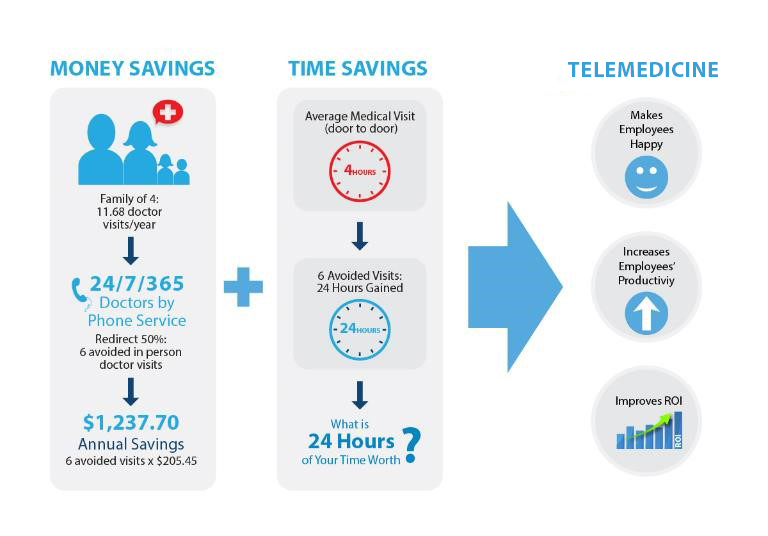 MONEY SAVINGS
Family of 4:
11.68 doctor
visits/year
24/7/365
Doctors by
Phone Service
Redirect 50%:
6 avoided in person
doctor visits
$1,237.70
Annual Savings
6 avoided visits x $205.45
TIME SAVINGS
Average Medical Visit
(door to door)
4HOURS
6 Avoided Visits:
24 Hours Gained
24HOURS
What is
24 Hours
of Your Time Worth
?
TELEMEDICINE
Makes
Employees
Happy
Increases
Employees'
Productiviy
Improves ROI
ROI